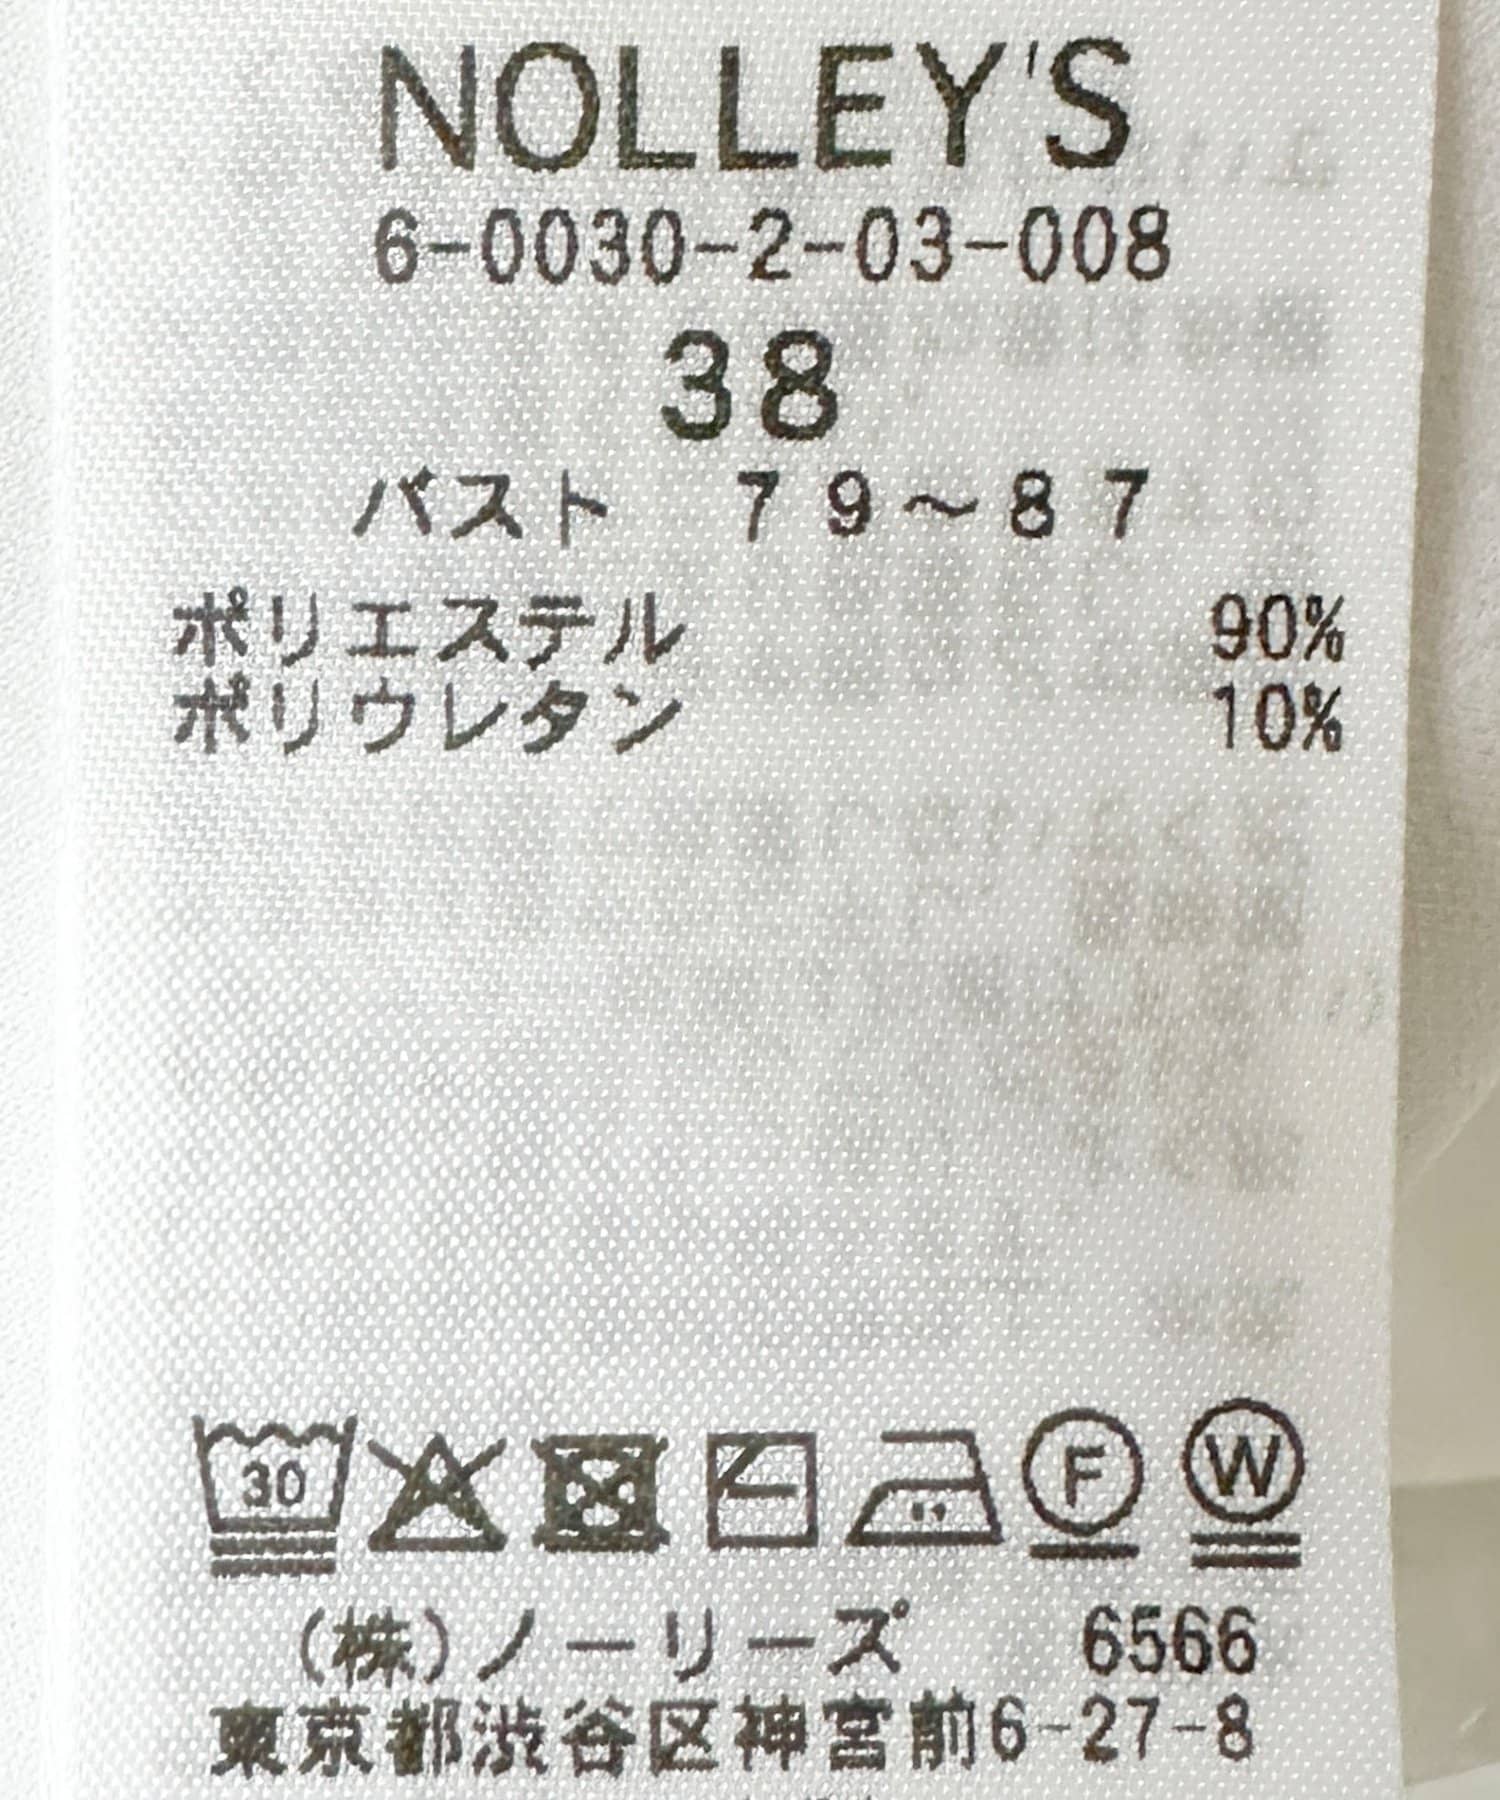 NOLLEY'S
6-0030-2-03-008
38
バスト 79～87
ポリエステル 90%
ポリウレタン 10%
30 F W
(株)ノーリーズ 6566
東京都渋谷区神宮前6-27-8